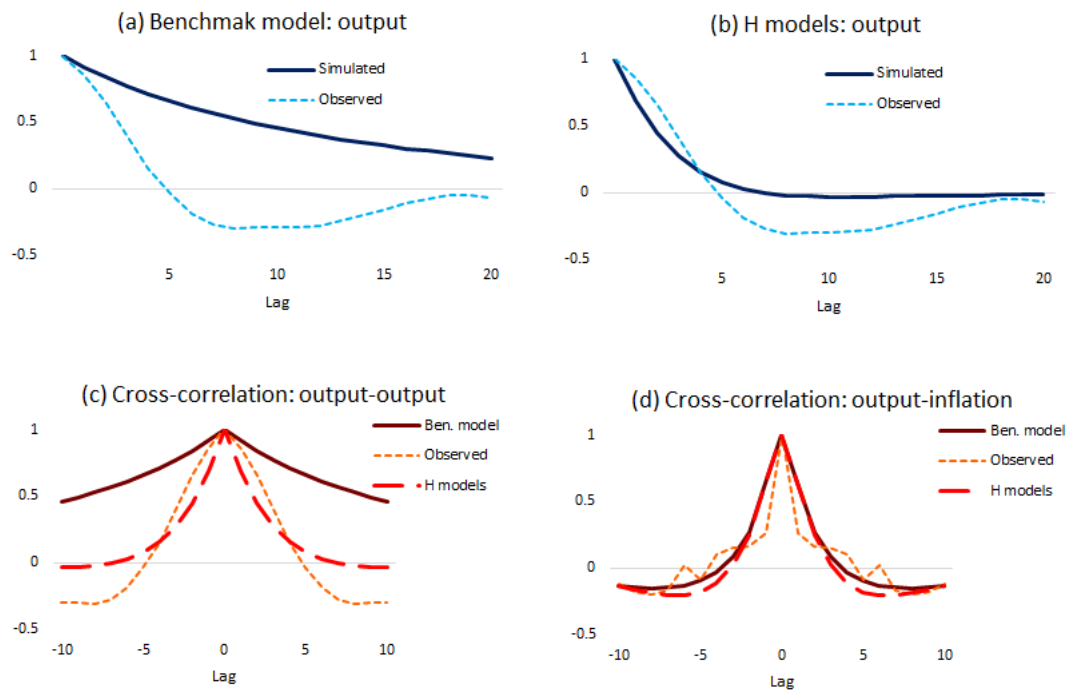 (a) Benchmak model: output
1
0.5
0
-0.5
Simulated
Observed
5
10
15
20
Lag
(b) H models: output
1
0.5
0
-0.5
Simulated
Observed
5
10
15
20
Lag
(c) Cross-correlation: output-output
1
0.5
0
-0.5
Ben. model
Observed
H models
-10
-5
0
5
10
Lag
(d) Cross-correlation: output-inflation
1
0.5
0
-0.5
Ben. model
Observed
H models
-10
-5
0
5
10
Lag